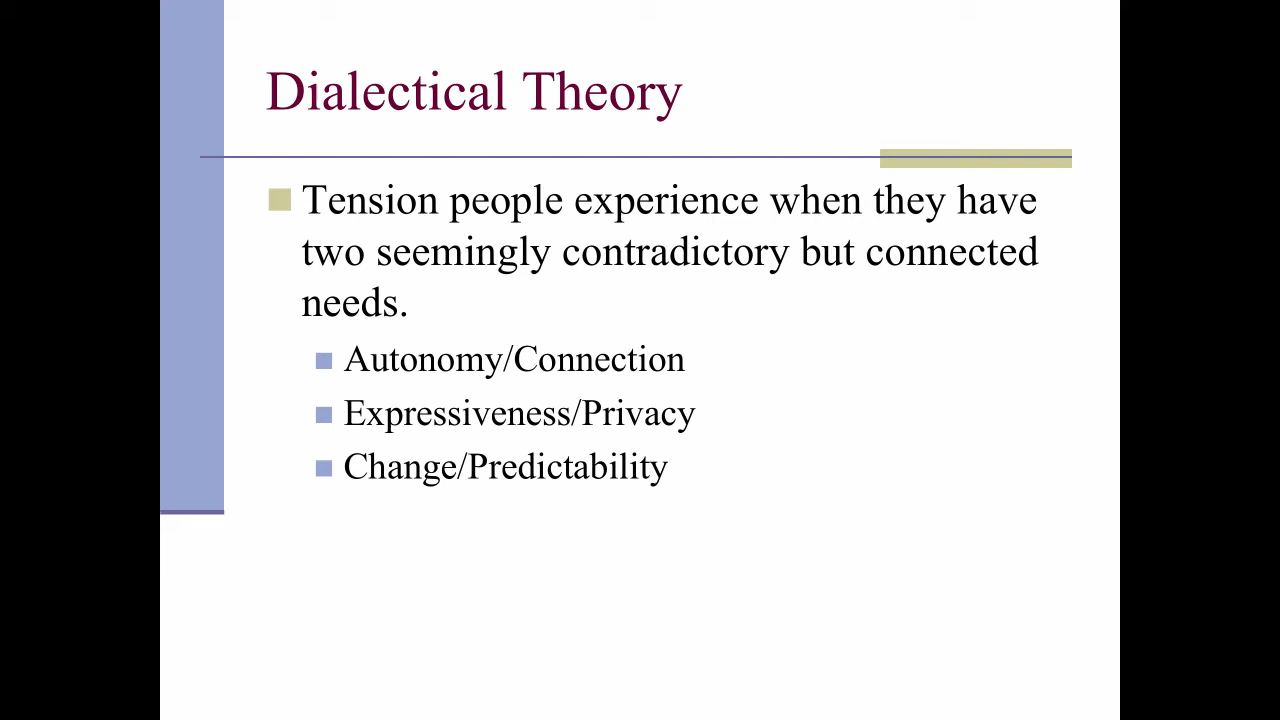 Dialectical Theory
Tension people experience when they have
two seemingly contradictory but connected
needs.
Autonomy/Connection
Expressiveness/Privacy
Change/Predictability